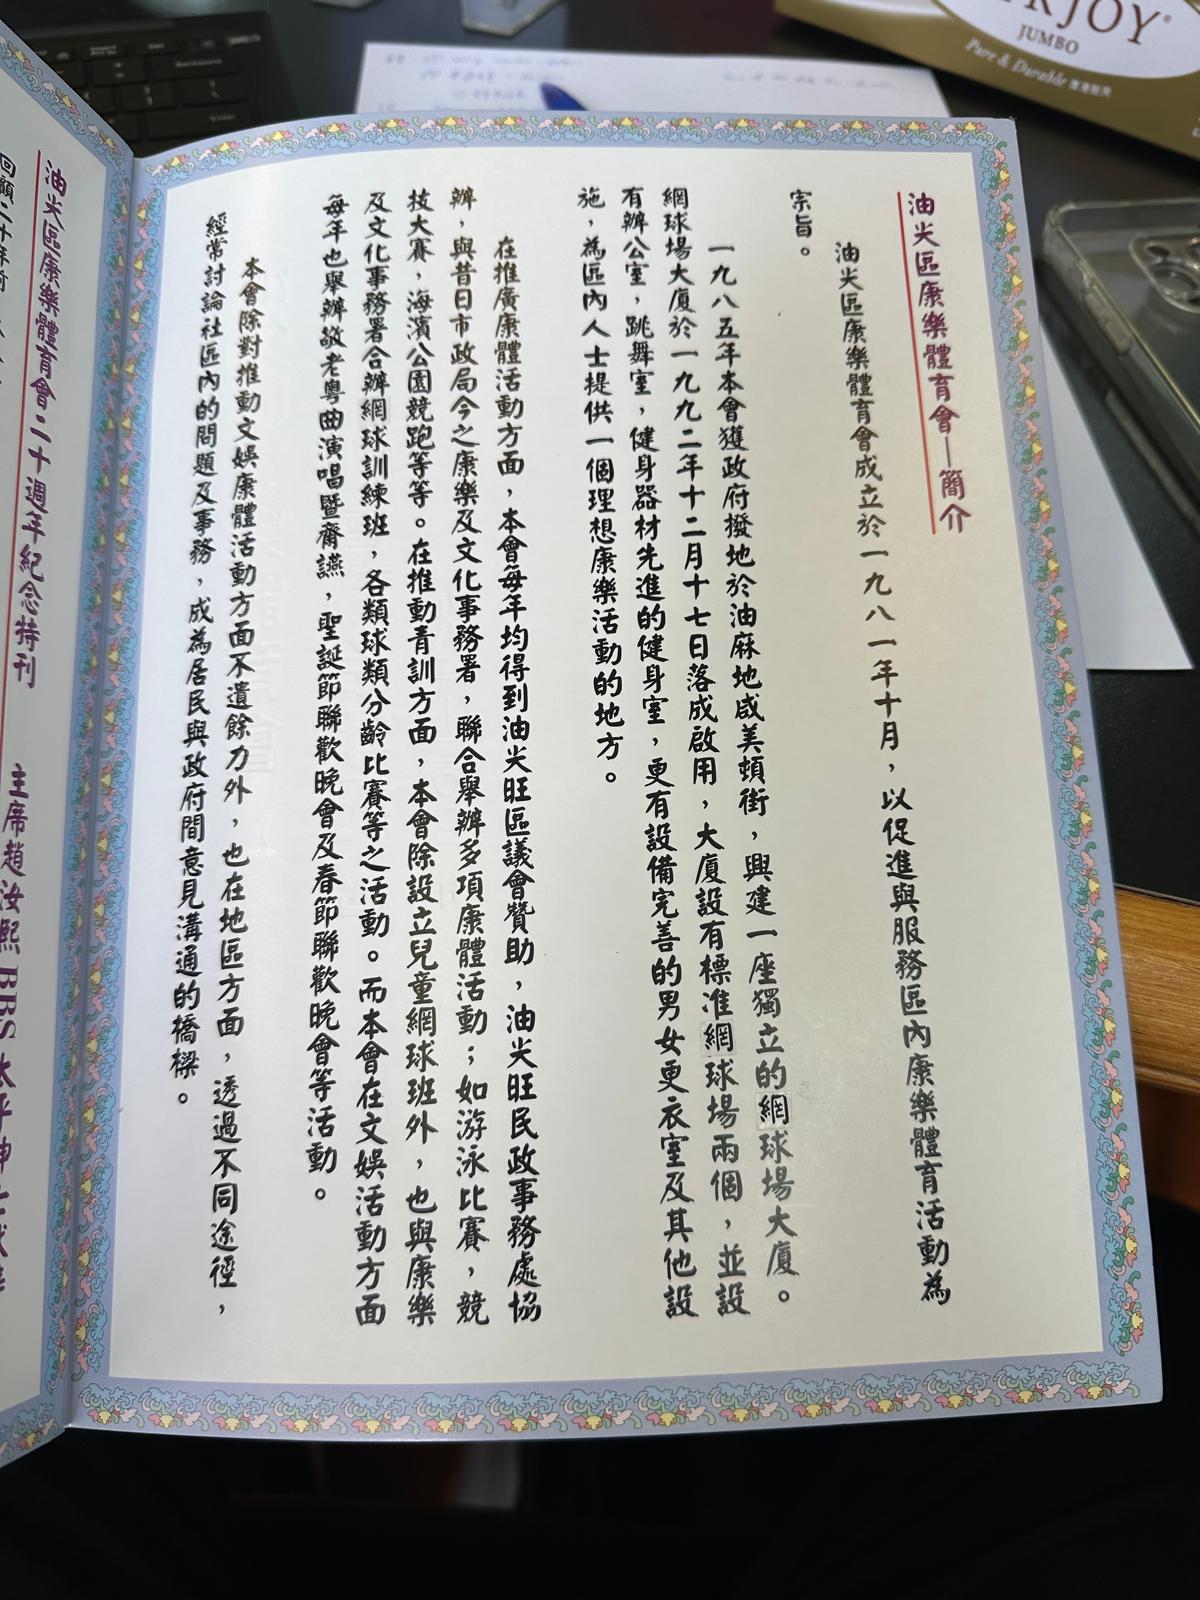 油尖區康樂體育會—簡介
油尖區康樂體育會成立於一九八一年十月，以促進與服務區內康樂體育活動為
宗旨。
一九八五年本會獲政府撥地於油麻地咸美頓街，興建一座獨立的網球場大廈。
網球場大廈於一九九二年十二月十七日落成啟用，大廈設有標准網球場兩個，並設
有辦公室，跳舞室，健身器材先進的健身室，更有設備完善的男女更衣室及其他設
施，為區內人士提供一個理想康樂活動的地方。
在推廣康體活動方面，本會每年均得到油尖旺區議會贊助，油尖旺民政事務處協
辦，與昔日市政局今之康樂及文化事務署，聯合舉辦多項康體活動；如游泳比賽，競
技大賽，海濱公園競跑等等。在推動青訓方面，本會除設立兒童網球班外，也與康樂
及文化事務署合辦網球訓練班，各類球類分齡比賽等之活動。而本會在文娛活動方面
每年也舉辦敬老粵曲演唱暨齋讌，聖誕節聯歡晚會及春節聯歡晚會等活動。
本會除對推動文娛康體活動方面不遺餘力外，也在地區方面，透過不同途徑，
經常討論社區內的問題及事務，成為居民與政府間意見溝通的橋樑。
油尖區康樂體育會二十週年紀念特刊
主席趙汝熙 BBS 太平紳士
回顧二十年前
JOY
JUMBO
Pure & Durable